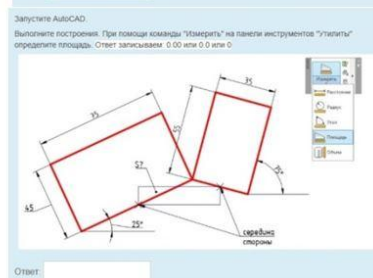 Запустите AutoCAD.
Выполните построения. При помощи команды "Измерить" на панели инструментов "Утилиты"
определите площадь. Ответ записываем: 0.00 или 0.0 или 0
35
Измерить
75
Расстояние
55
Радиус
Угол
Площадь
57
Объем
75°
45
25°
середина
стороны
Ответ: